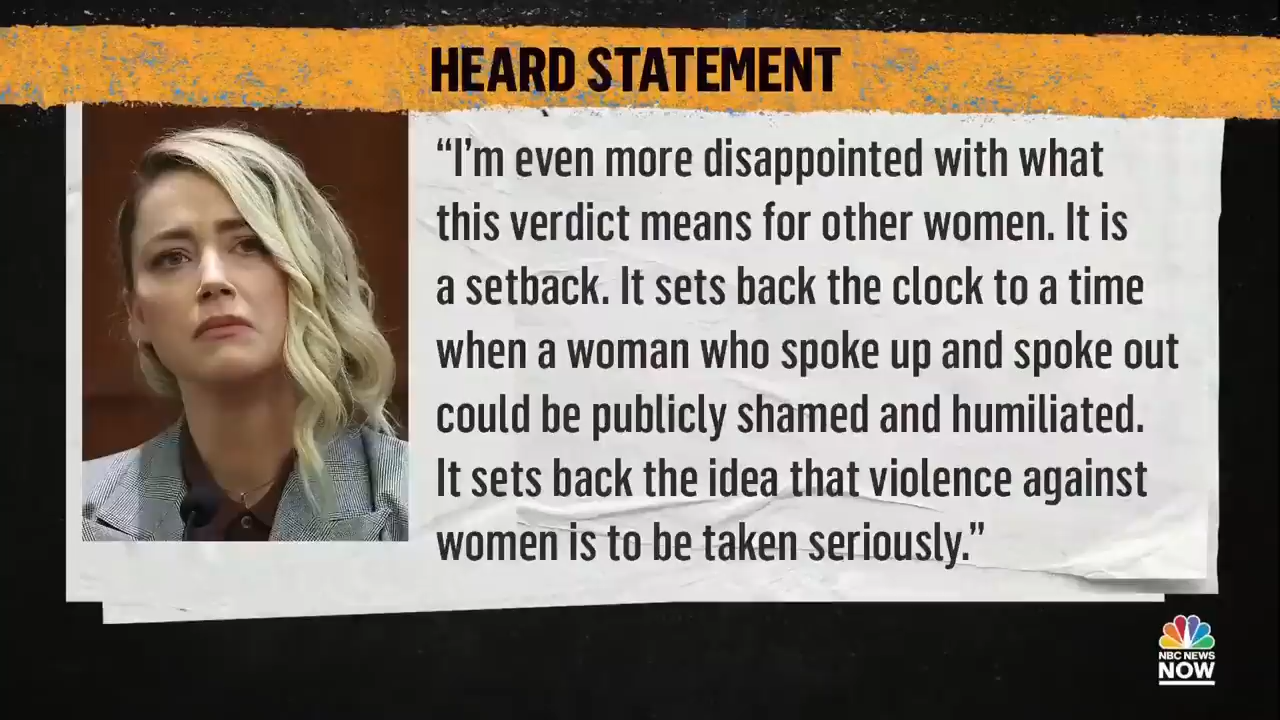 HEARD STATEMENT
“I’m even more disappointed with what
this verdict means for other women. It is
a setback. It sets back the clock to a time
when a woman who spoke up and spoke out
could be publicly shamed and humiliated.
It sets back the idea that violence against
women is to be taken seriously.”
NBC NEWS
NOW